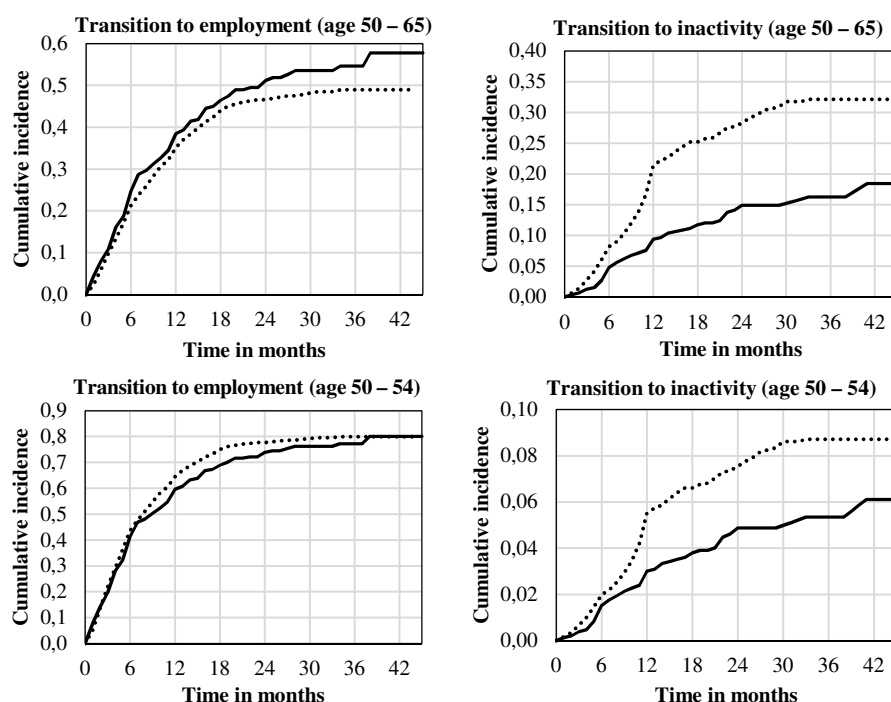 Transition to employment (age 50 – 65)
Cumulative incidence
0,6
0,5
0,4
0,3
0,2
0,1
0,0
0 6 12 18 24 30 36 42
Time in months
Transition to inactivity (age 50 – 65)
Cumulative incidence
0,40
0,35
0,30
0,25
0,20
0,15
0,10
0,05
0,00
0 6 12 18 24 30 36 42
Time in months
Transition to employment (age 50 – 54)
Cumulative incidence
0,9
0,8
0,7
0,6
0,5
0,4
0,3
0,2
0,1
0,0
0 6 12 18 24 30 36 42
Time in months
Transition to inactivity (age 50 – 54)
Cumulative incidence
0,10
0,08
0,06
0,04
0,02
0,00
0 6 12 18 24 30 36 42
Time in months